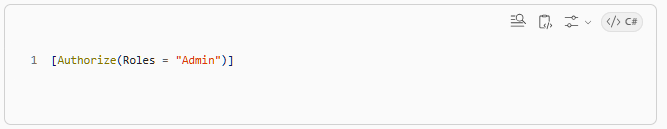 </> C#
1 [Authorize(Roles = "Admin")]